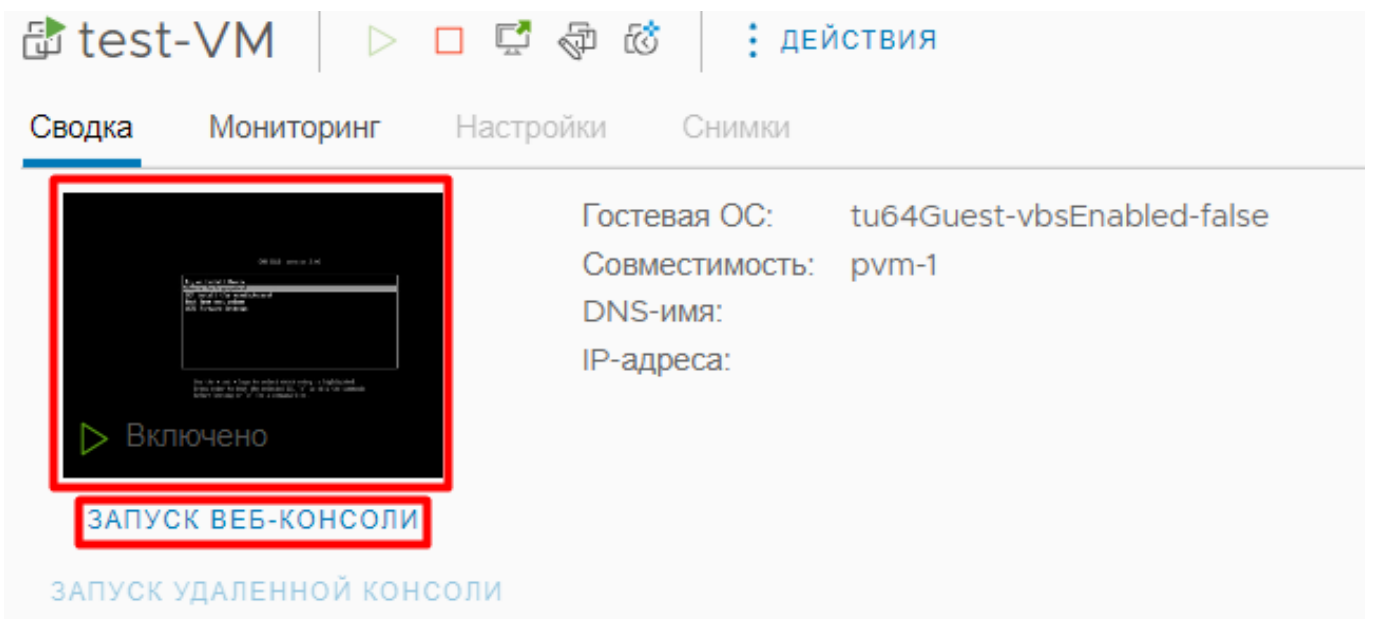 test-VM
ДЕЙСТВИЯ
Сводка Мониторинг Настройки Снимки
Гостевая ОС: tu64Guest-vbsEnabled-false
Совместимость: pvm-1
DNS-имя:
IP-адреса:
Включено
ЗАПУСК ВЕБ-КОНСОЛИ
ЗАПУСК УДАЛЕННОЙ КОНСОЛИ